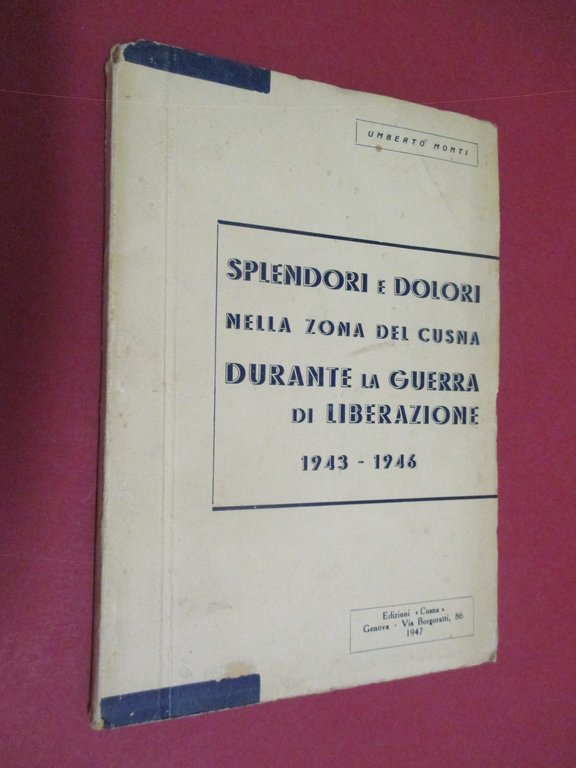 UMBERTO MONTI
SPLENDORI E DOLORI
NELLA ZONA DEL CUSNA
DURANTE LA GUERRA
DI LIBERAZIONE
1943 - 1946
Edizioni «Cusna»
Genova - Via Borgoratti, 86
1947